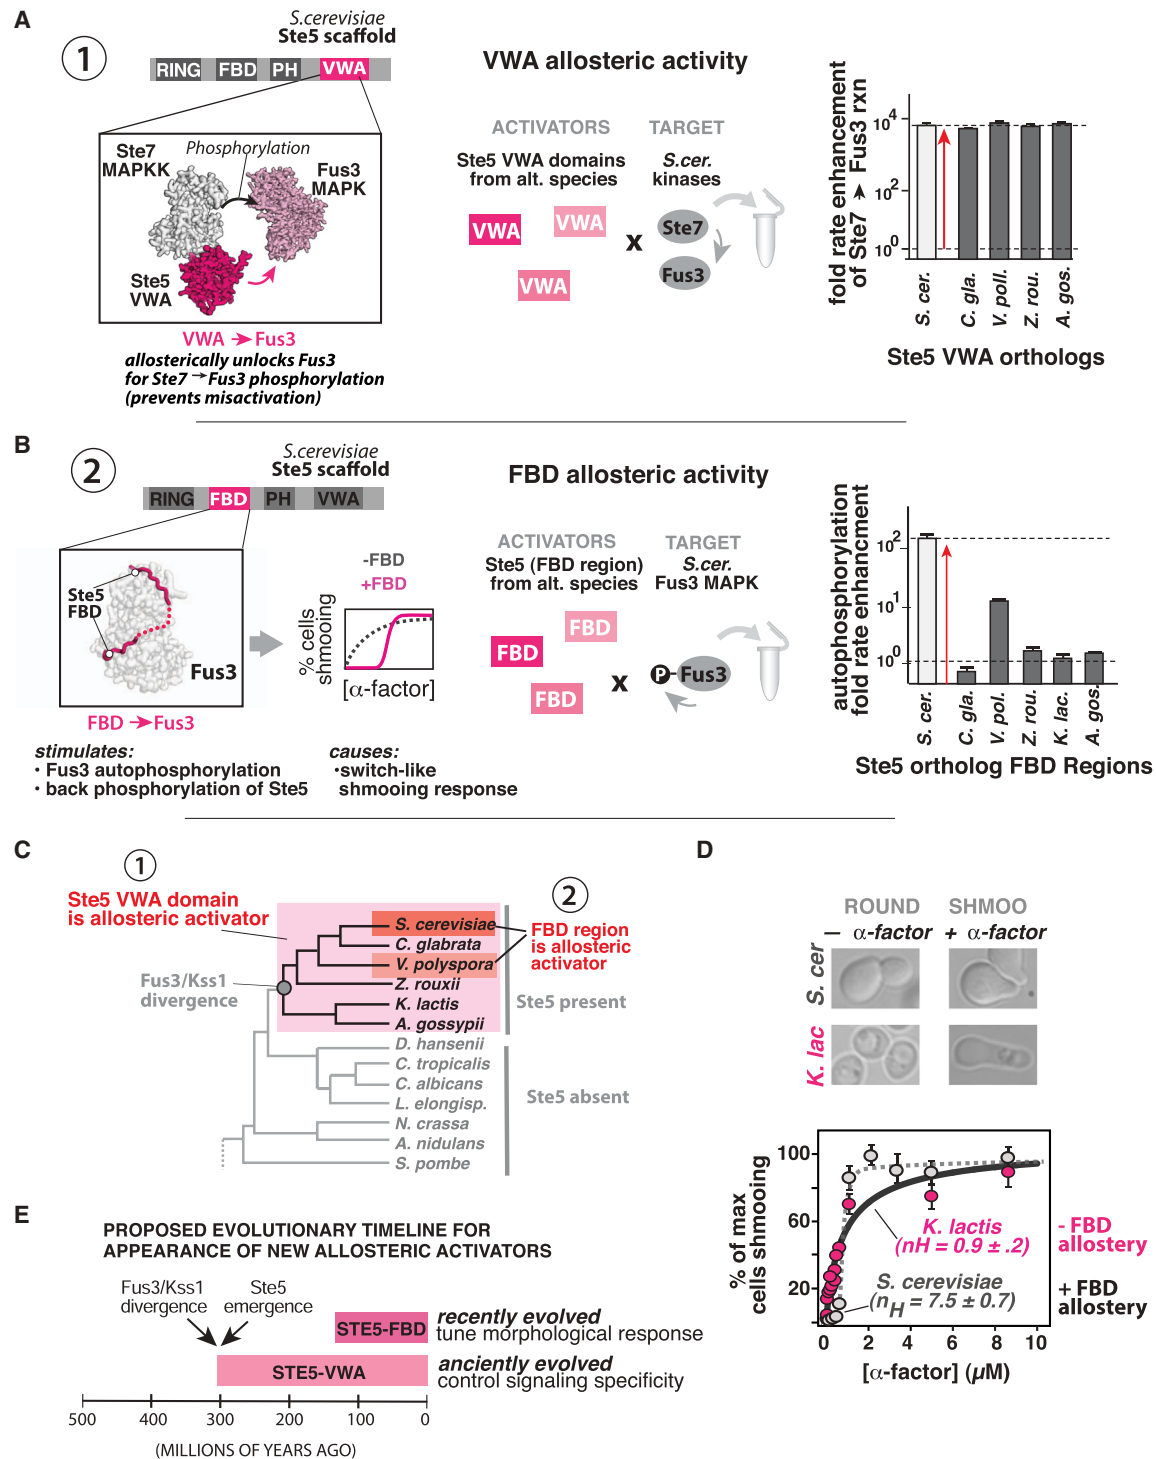 A
1
S.cerevisiae
Ste5 scaffold
RING FBD PH VWA
Ste7
MAPKK
Phosphorylation
Fus3
MAPK
Ste5
VWA
VWA ➔ Fus3
allosterically unlocks Fus3
for Ste7 → Fus3 phosphorylation
(prevents misactivation)
VWA allosteric activity
ACTIVATORS
TARGET
Ste5 VWA domains
from alt. species
S.cer.
kinases
VWA
VWA
VWA
x
Ste7
Fus3
fold rate enhancement
of Ste7 ➤ Fus3 rxn
10^4
10^2
10^0
S. cer.
C. gla.
V. poll.
Z. rou.
A. gos.
Ste5 VWA orthologs
B
2
S.cerevisiae
Ste5 scaffold
RING FBD PH VWA
Ste5
FBD
Fus3
FBD ➔ Fus3
stimulates:
• Fus3 autophosphorylation
• back phosphorylation of Ste5
-FBD
+FBD
% cells
shmooing
[α-factor]
causes:
•switch-like
shmooing response
FBD allosteric activity
ACTIVATORS
TARGET
Ste5 (FBD region)
from alt. species
S.cer.
Fus3 MAPK
FBD
FBD
FBD
x
P
Fus3
autophosphorylation
fold rate enhancment
10^2
10^1
10^0
S. cer.
C. gla.
V. pol.
Z. rou.
K. lac.
A. gos.
Ste5 ortholog FBD Regions
C
1
Ste5 VWA domain
is allosteric activator
2
FBD region
is allosteric
activator
Fus3/Kss1
divergence
S. cerevisiae
C. glabrata
V. polyspora
Z. rouxii
K. lactis
A. gossypii
D. hansenii
C. tropicalis
C. albicans
L. elongisp.
N. crassa
A. nidulans
S. pombe
Ste5 present
Ste5 absent
D
ROUND
SHMOO
– α-factor
+ α-factor
S. cer
K. lac
% of max
cells shmooing
100
60
20
K. lactis
(nH = 0.9 ± .2)
S. cerevisiae
(n_H = 7.5 ± 0.7)
- FBD
allostery
+ FBD
allostery
0 2 4 6 8 10
[α-factor] (µM)
E
PROPOSED EVOLUTIONARY TIMELINE FOR
APPEARANCE OF NEW ALLOSTERIC ACTIVATORS
Fus3/Kss1
divergence
Ste5
emergence
STE5-FBD
recently evolved
tune morphological response
STE5-VWA
anciently evolved
control signaling specificity
500 400 300 200 100 0
(MILLIONS OF YEARS AGO)